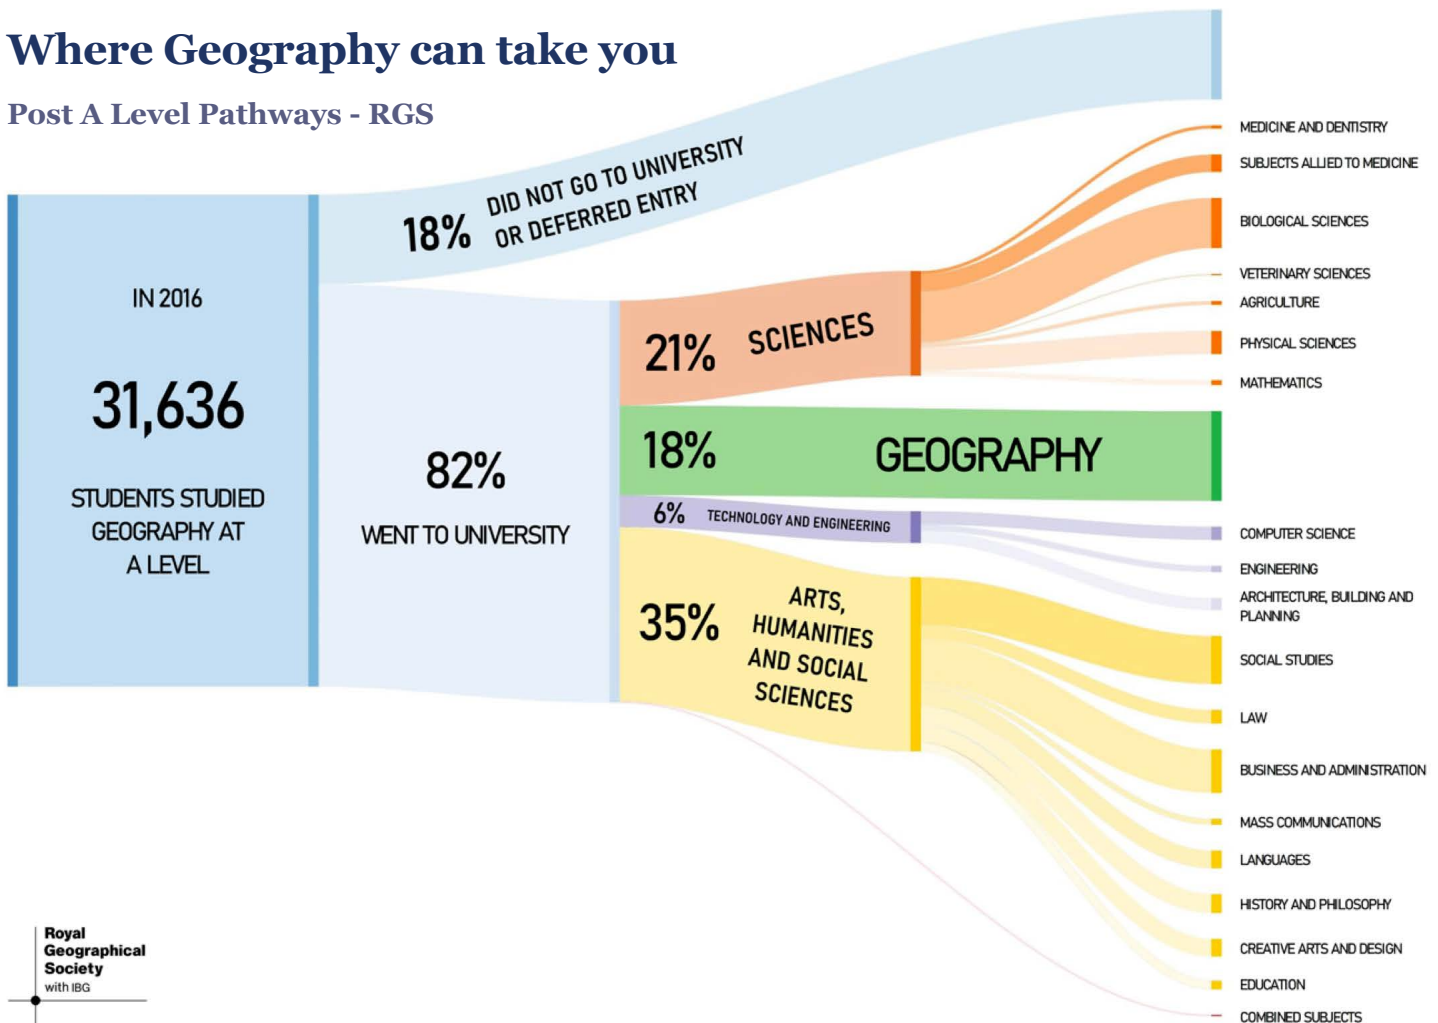 Where Geography can take you
Post A Level Pathways - RGS
IN 2016
31,636
STUDENTS STUDIED
GEOGRAPHY AT
A LEVEL
18%
DID NOT GO TO UNIVERSITY
OR DEFERRED ENTRY
82%
WENT TO UNIVERSITY
21%
SCIENCES
18%
GEOGRAPHY
6%
TECHNOLOGY AND ENGINEERING
35%
ARTS,
HUMANITIES
AND SOCIAL
SCIENCES
MEDICINE AND DENTISTRY
SUBJECTS ALLIED TO MEDICINE
BIOLOGICAL SCIENCES
VETERINARY SCIENCES
AGRICULTURE
PHYSICAL SCIENCES
MATHEMATICS
COMPUTER SCIENCE
ENGINEERING
ARCHITECTURE, BUILDING AND
PLANNING
SOCIAL STUDIES
LAW
BUSINESS AND ADMINISTRATION
MASS COMMUNICATIONS
LANGUAGES
HISTORY AND PHILOSOPHY
CREATIVE ARTS AND DESIGN
EDUCATION
COMBINED SUBJECTS
Royal
Geographical
Society
with IBG